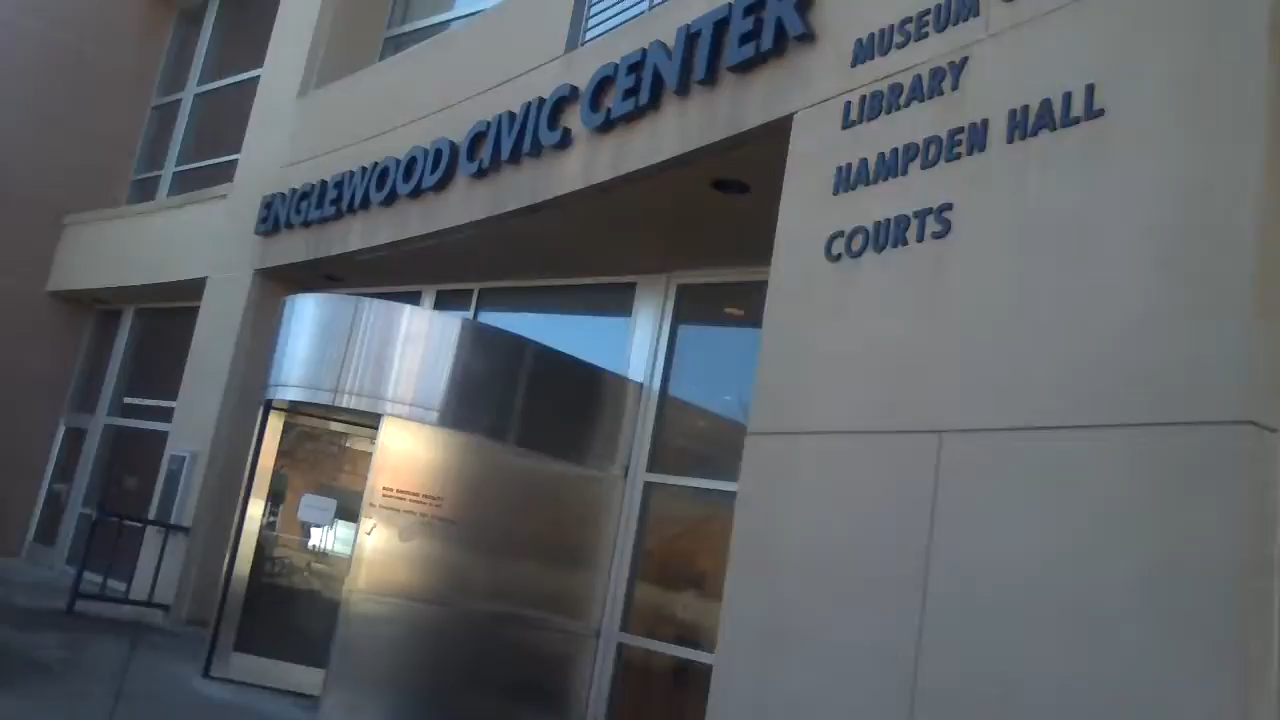 ENGLEWOOD CIVIC CENTER
MUSEUM
LIBRARY
HAMPDEN HALL
COURTS